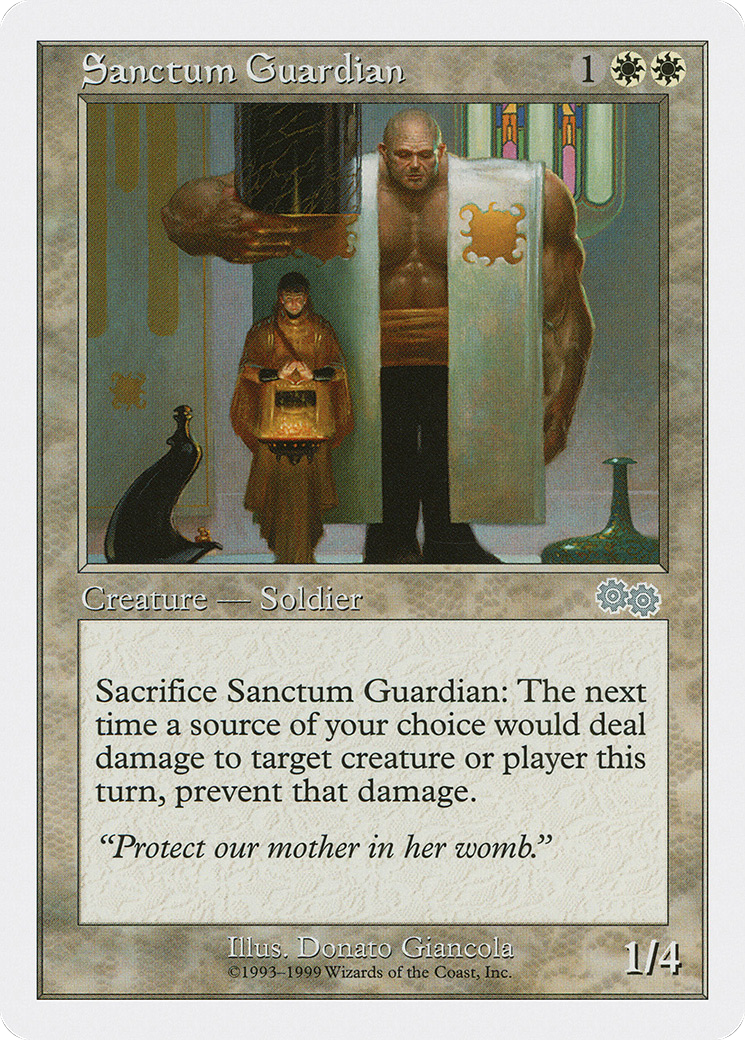 Sanctum Guardian 1
Creature — Soldier
Sacrifice Sanctum Guardian: The next
time a source of your choice would deal
damage to target creature or player this
turn, prevent that damage.
“Protect our mother in her womb.”
Illus. Donato Giancola
©1993–1999 Wizards of the Coast, Inc.
1/4